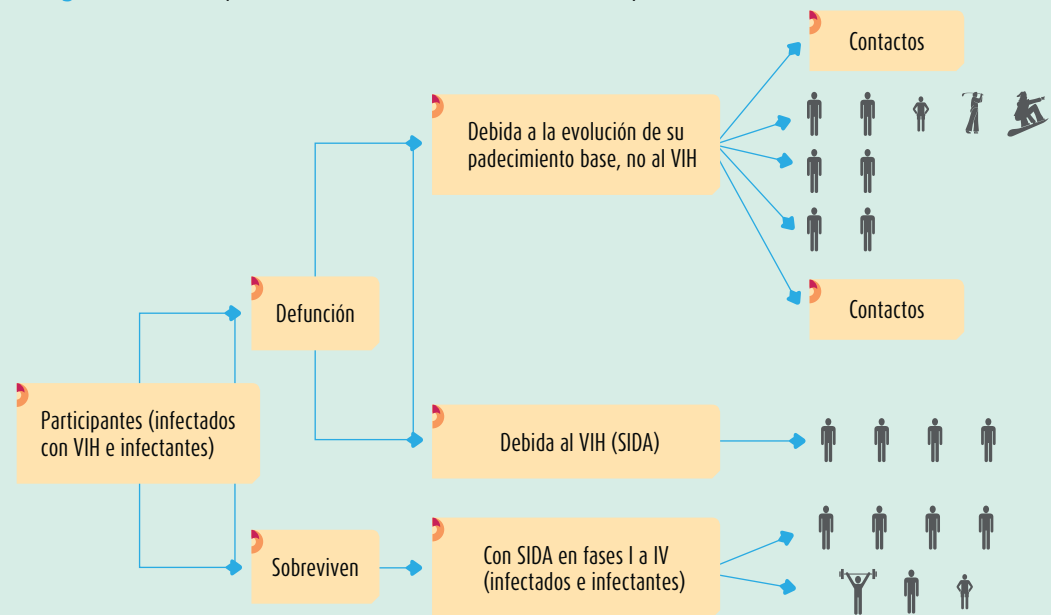 Contactos
Debida a la evolución de su
padecimiento base, no al VIH
Defunción
Contactos
Participantes (infectados
con VIH e infectantes)
Debida al VIH (SIDA)
Sobreviven
Con SIDA en fases I a IV
(infectados e infectantes)